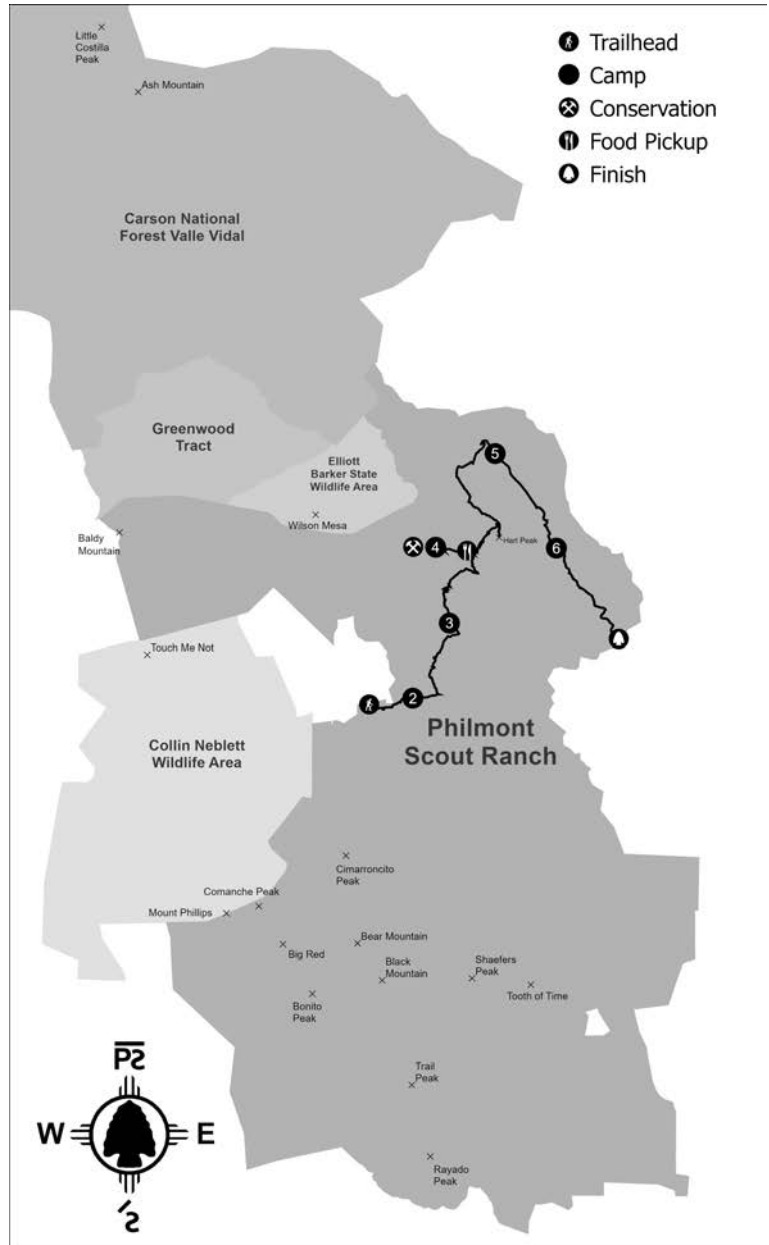 Little
Costilla
Peak
Ash Mountain
Trailhead
Camp
Conservation
Food Pickup
Finish
Carson National
Forest Valle Vidal
Greenwood
Tract
Elliott
Barker State
Wildlife Area
Wilson Mesa
Baldy
Mountain
5
4
Hart Peak
6
3
Touch Me Not
2
Philmont
Scout Ranch
Collin Neblett
Wildlife Area
Cimarroncito
Peak
Comanche Peak
Mount Phillips
Big Red
Bear Mountain
Black
Mountain
Shaefers
Peak
Tooth of Time
Bonito
Peak
Trail
Peak
Rayado
Peak
W
E